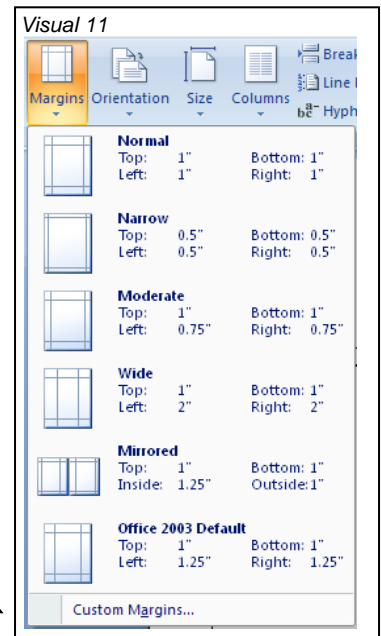 Visual 11
Margins Orientation Size Columns
Normal
Top: 1" Bottom: 1"
Left: 1" Right: 1"
Narrow
Top: 0.5" Bottom: 0.5"
Left: 0.5" Right: 0.5"
Moderate
Top: 1" Bottom: 1"
Left: 0.75" Right: 0.75"
Wide
Top: 1" Bottom: 1"
Left: 2" Right: 2"
Mirrored
Top: 1" Bottom: 1"
Inside: 1.25" Outside: 1"
Office 2003 Default
Top: 1" Bottom: 1"
Left: 1.25" Right: 1.25"
Custom Margins...